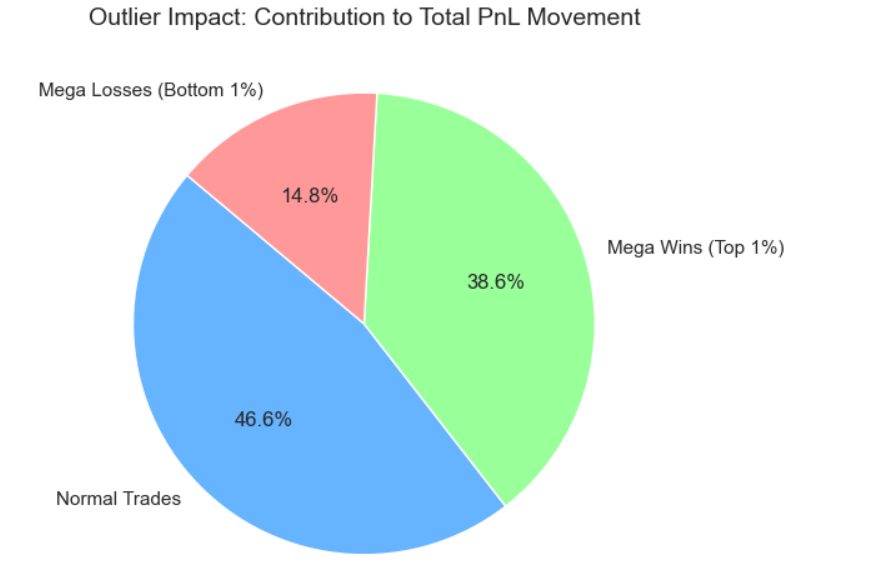 Outlier Impact: Contribution to Total PnL Movement
Mega Losses (Bottom 1%)
14.8%
Mega Wins (Top 1%)
38.6%
46.6%
Normal Trades